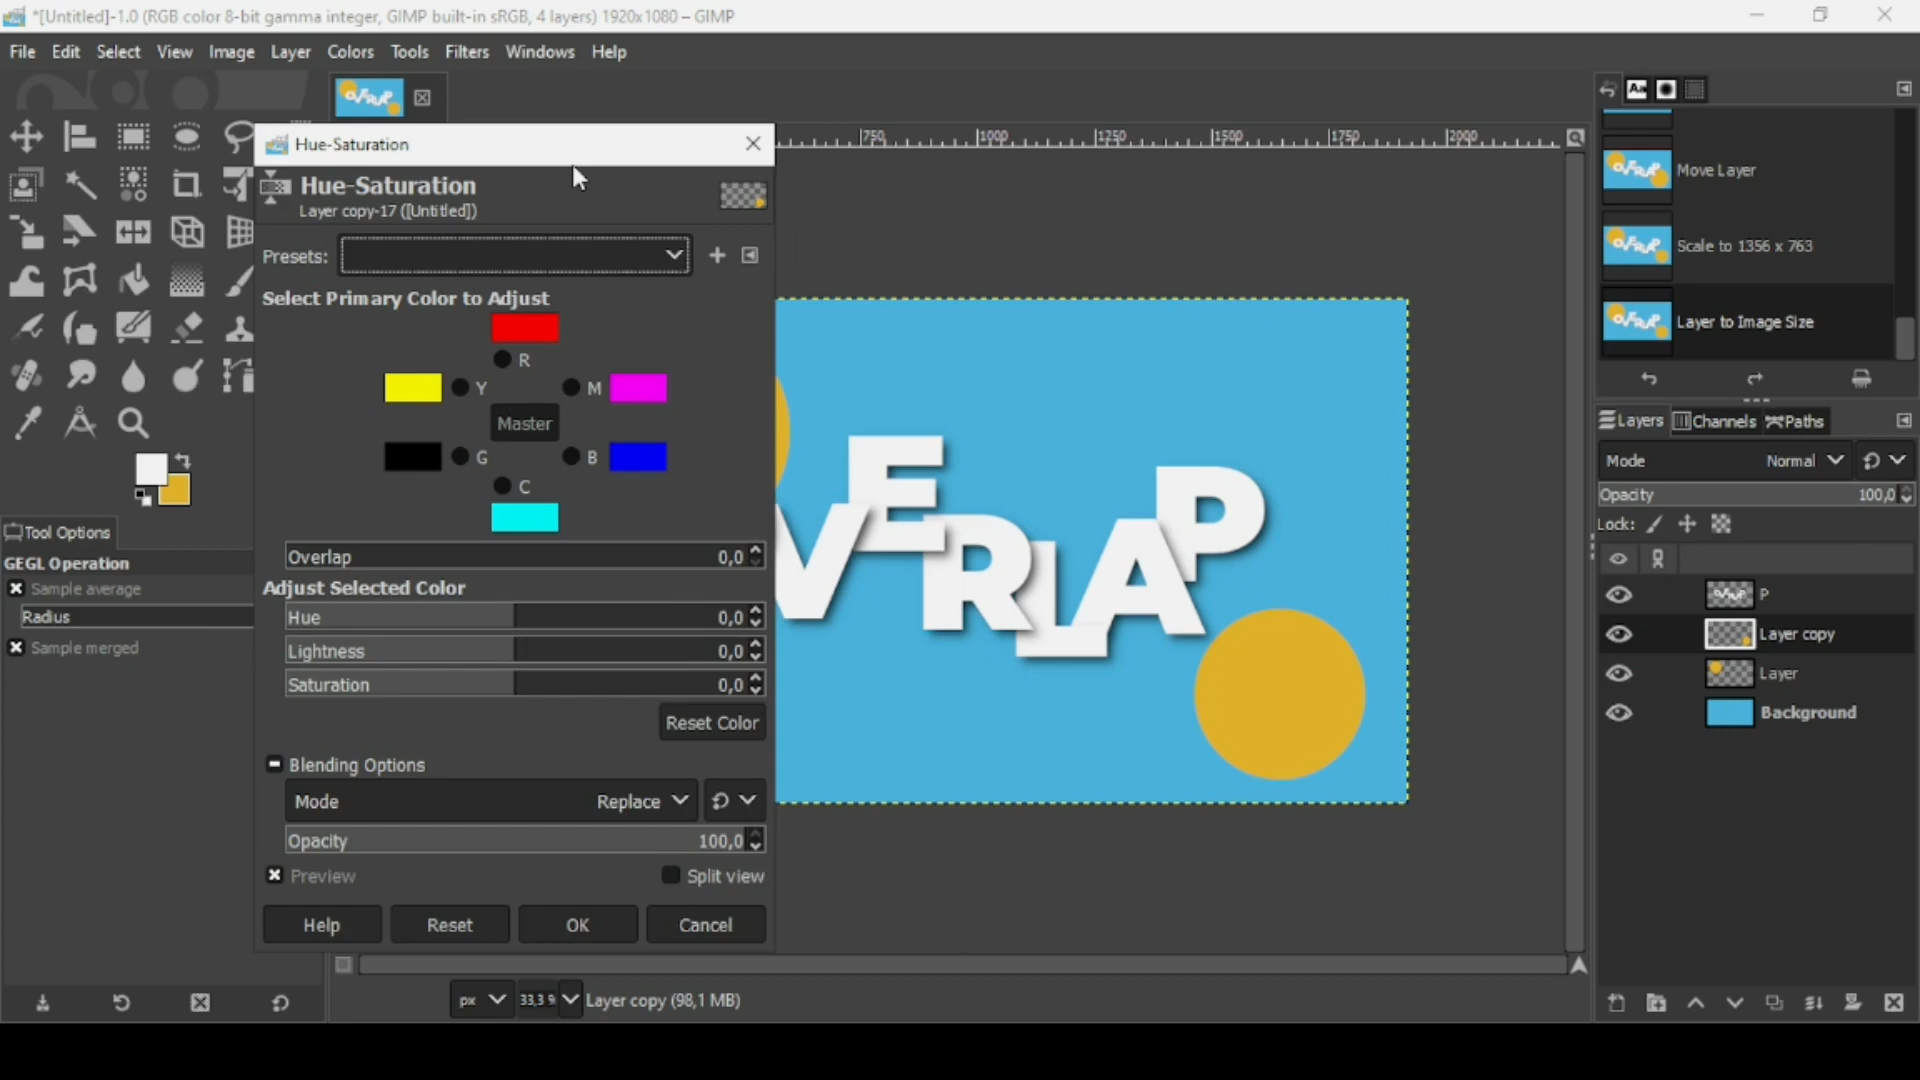 *[Untitled]-1.0 (RGB color 8-bit gamma integer, GIMP built-in sRGB, 4 layers) 1920x1080 – GIMP
File Edit Select View Image Layer Colors Tools Filters Windows Help
Hue-Saturation
Hue-Saturation
Layer copy-17 ([Untitled])
Presets:
Select Primary Color to Adjust
R
Y
M
Master
G
B
C
Overlap 0,0
Adjust Selected Color
Hue 0,0
Lightness 0,0
Saturation 0,0
Reset Color
Blending Options
Mode Replace
Opacity 100,0
Preview
Split view
Help Reset OK Cancel
Tool Options
GEGL Operation
Sample average
Radius
Sample merged
750 1000 1250 1500 1750 2000
VERLAP
px 33,3 % Layer copy (98,1 MB)
Move Layer
Scale to 1356 x 763
Layer to Image Size
Layers Channels Paths
Mode Normal
Opacity 100,0
Lock:
P
Layer copy
Layer
Background